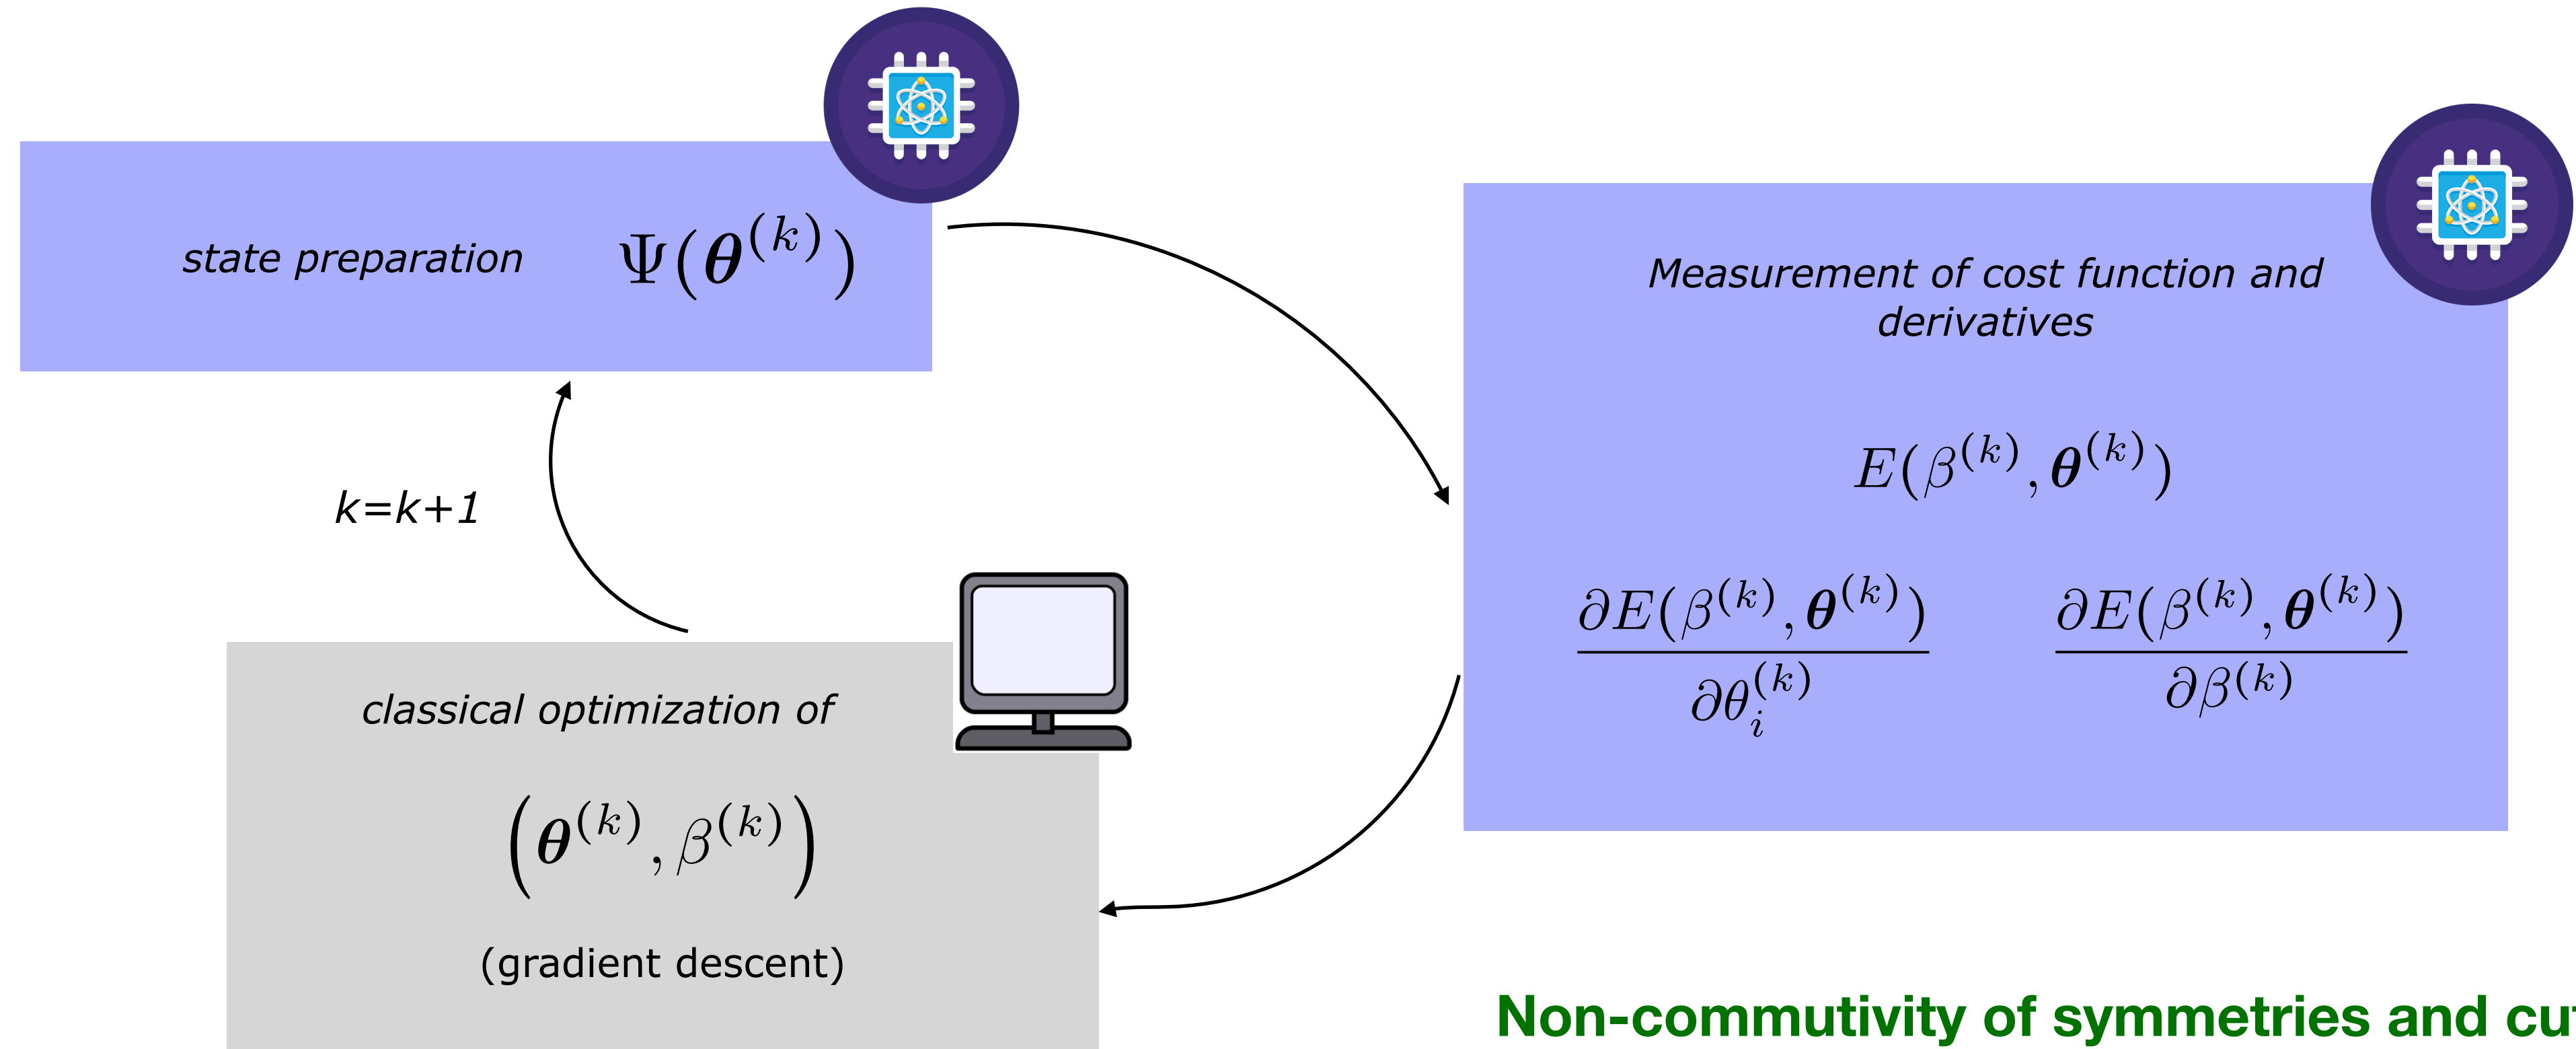 state preparation Ψ(θ^(k))
Measurement of cost function and
derivatives
E(β^(k), θ^(k))
∂E(β^(k), θ^(k)) / ∂θ_i^(k) ∂E(β^(k), θ^(k)) / ∂β^(k)
k=k+1
classical optimization of
(θ^(k), β^(k))
(gradient descent)
Non-commutivity of symmetries and